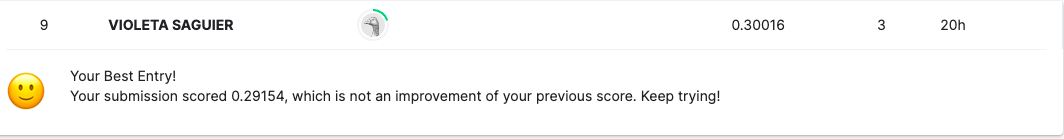 9 VIOLETA SAGUIER 0.30016 3 20h
Your Best Entry!
Your submission scored 0.29154, which is not an improvement of your previous score. Keep trying!